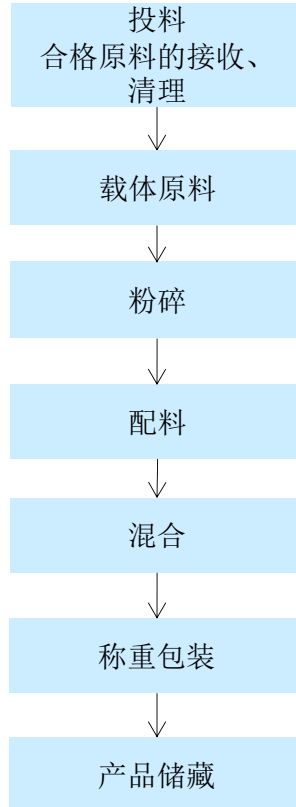 投料
合格原料的接收、
清理
载体原料
粉碎
配料
混合
称重包装
产品储藏